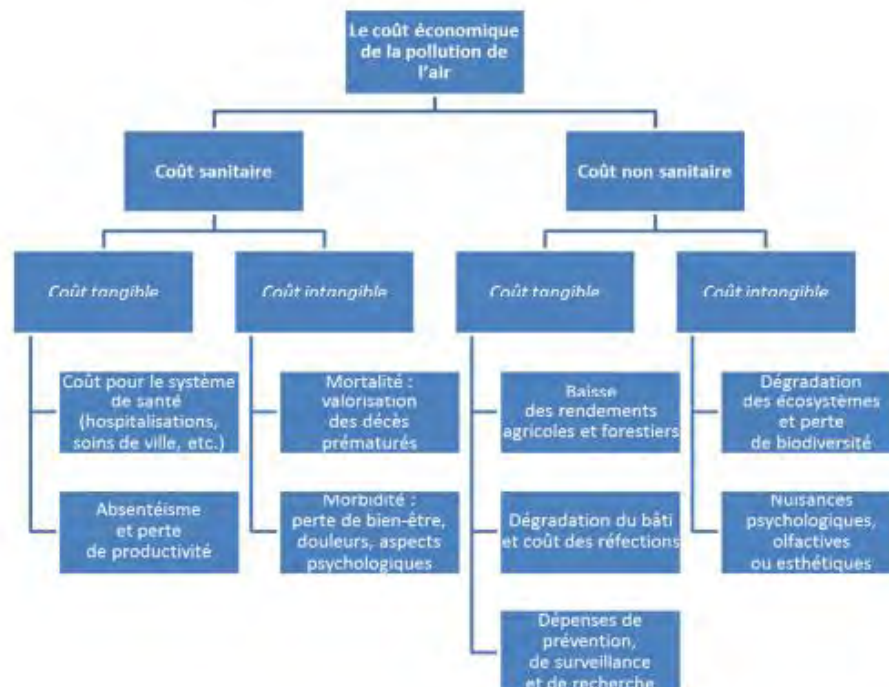 Le coût économique
de la pollution de
l'air
Coût sanitaire
Coût non sanitaire
Coût tangible
Coût intangible
Coût tangible
Coût intangible
Coût pour le système
de santé
(hospitalisations,
soins de ville, etc.)
Mortalité :
valorisation
des décès
prématurés
Baisse
des rendements
agricoles et forestiers
Dégradation
des écosystèmes
et perte
de biodiversité
Absentéisme
et perte
de productivité
Morbidité :
perte de bien-être,
douleurs, aspects
psychologiques
Dégradation du bâti
et coût des réfections
Nuisances
psychologiques,
olfactives
ou esthétiques
Dépenses de
prévention,
de surveillance
et de recherche